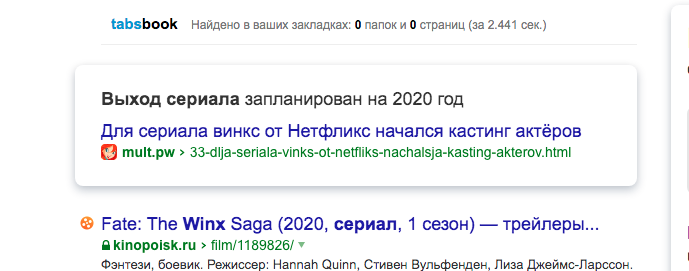 tabsbook Найдено в ваших закладках: 0 папок и 0 страниц (за 2.441 сек.)
Выход сериала запланирован на 2020 год
Для сериала винкс от Нетфликс начался кастинг актёров
mult.pw › 33-dlja-seriala-vinks-ot-netfliks-nachalsja-kasting-akterov.html
Fate: The Winx Saga (2020, сериал, 1 сезон) — трейлеры...
kinopoisk.ru › film/1189826/
Фэнтези, боевик. Режиссер: Hannah Quinn, Стивен Вульфенден, Лиза Джеймс-Ларссон.